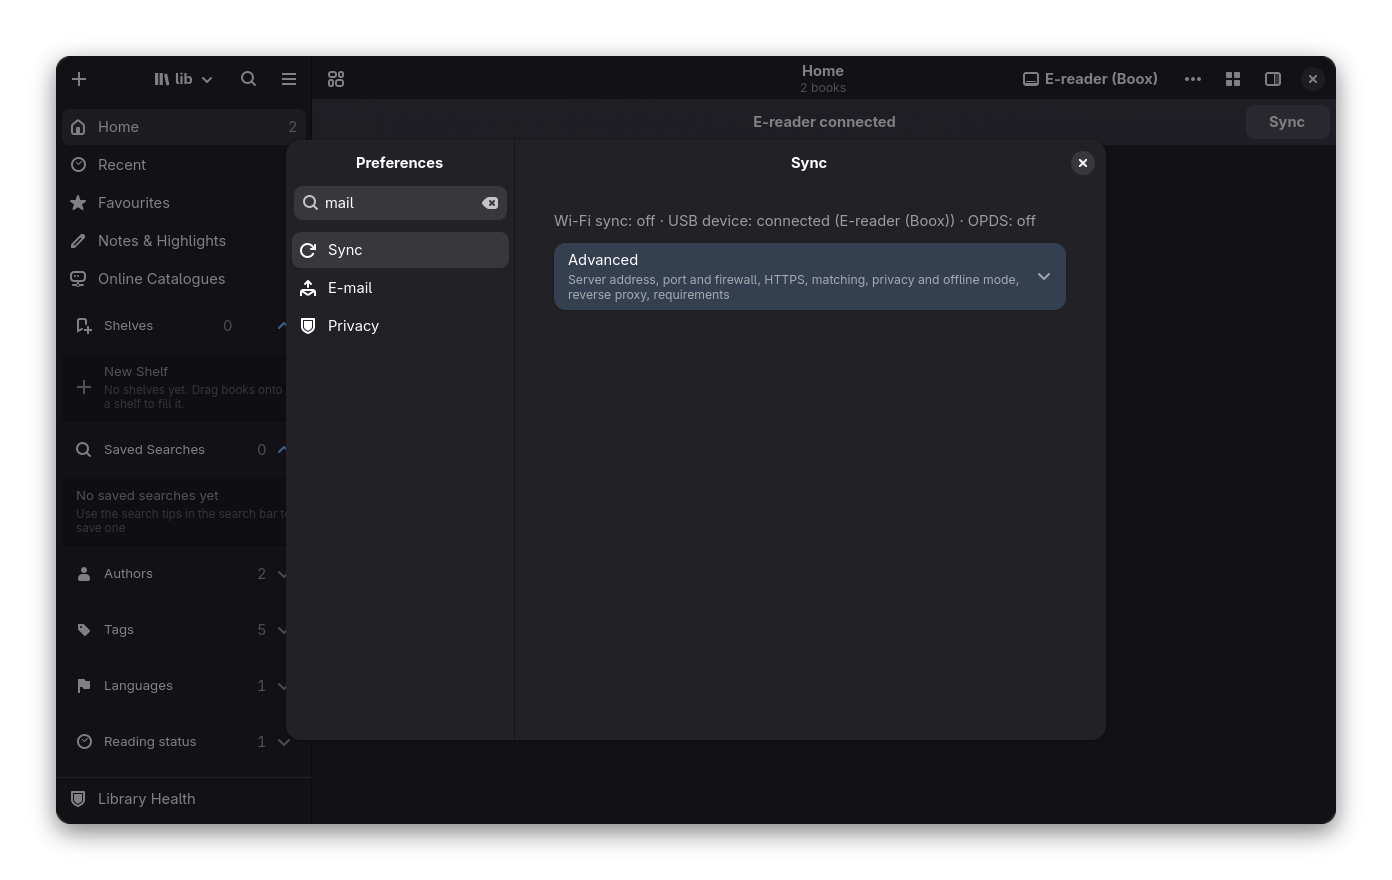 lib
Home
2 books
E-reader (Boox)
E-reader connected
Sync
Home 2
Recent
Favourites
Notes & Highlights
Online Catalogues
Shelves 0
New Shelf
No shelves yet. Drag books onto
a shelf to fill it.
Saved Searches 0
No saved searches yet
Use the search tips in the search bar to
save one
Authors 2
Tags 5
Languages 1
Reading status 1
Library Health
Preferences
mail
Sync
E-mail
Privacy
Sync
Wi-Fi sync: off · USB device: connected (E-reader (Boox)) · OPDS: off
Advanced
Server address, port and firewall, HTTPS, matching, privacy and offline mode,
reverse proxy, requirements